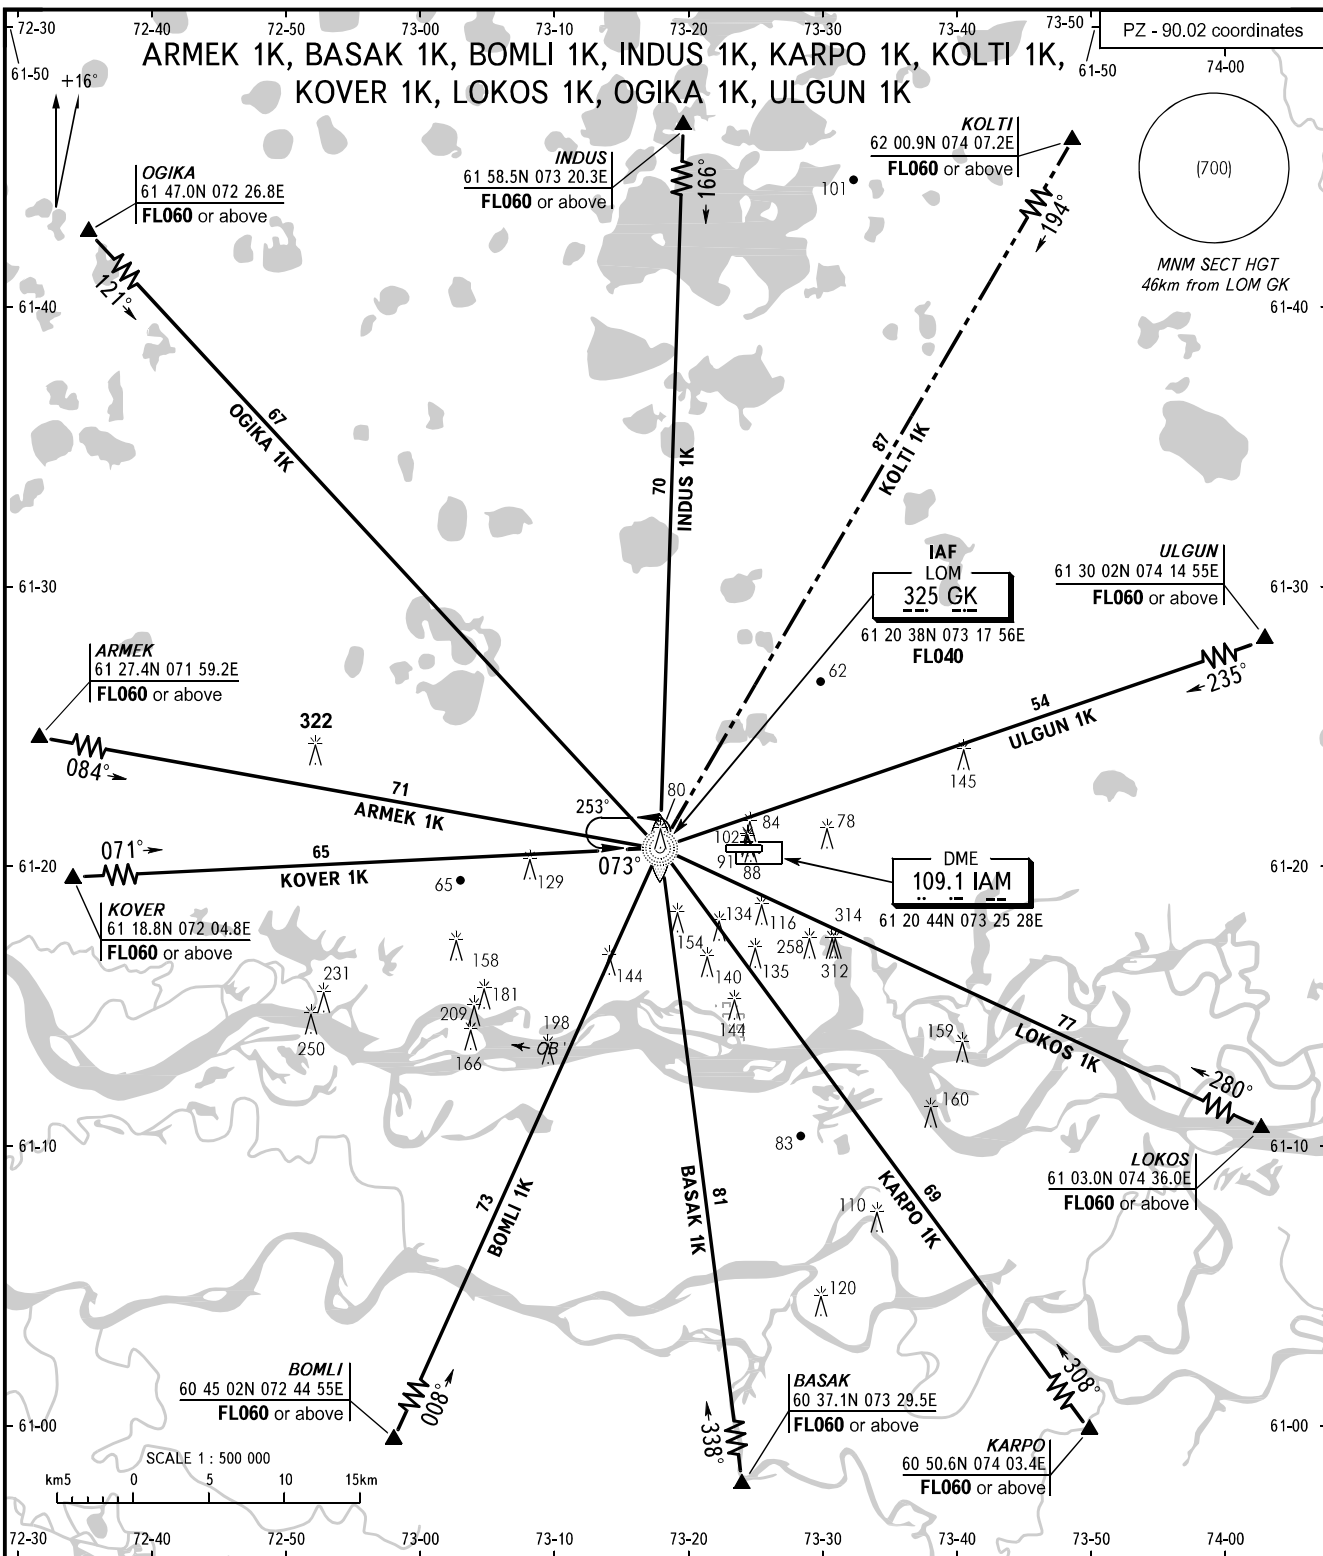 72-30
72-40
72-50
73-00
73-10
73-20
73-30
73-40
73-50
PZ - 90.02 coordinates
61-50
61-50
74-00
ARMEK 1K, BASAK 1K, BOMLI 1K, INDUS 1K, KARPO 1K, KOLTI 1K,
KOVER 1K, LOKOS 1K, OGIKA 1K, ULGUN 1K
+16°
OGIKA
61 47.0N 072 26.8E
FL060 or above
INDUS
61 58.5N 073 20.3E
FL060 or above
KOLTI
62 00.9N 074 07.2E
FL060 or above
(700)
MNM SECT HGT
46km from LOM GK
101
166°
194°
121°
61-40
61-40
67
OGIKA 1K
70
INDUS 1K
87
KOLTI 1K
IAF
LOM
325 GK
61 20 38N 073 17 56E
FL040
ULGUN
61 30 02N 074 14 55E
FL060 or above
61-30
61-30
62
235°
54
ULGUN 1K
ARMEK
61 27.4N 071 59.2E
FL060 or above
322
084°
71
ARMEK 1K
145
80
253°
073°
84
78
102
91
88
071°
65
KOVER 1K
61-20
61-20
129
65
DME
109.1 IAM
61 20 44N 073 25 28E
KOVER
61 18.8N 072 04.8E
FL060 or above
134
116
314
154
258
312
158
144
140
135
231
181
209
250
166
198
OB'
144
159
77
LOKOS 1K
280°
160
61-10
61-10
83
LOKOS
61 03.0N 074 36.0E
FL060 or above
73
BOMLI 1K
81
BASAK 1K
69
KARPO 1K
110
120
BOMLI
60 45 02N 072 44 55E
FL060 or above
008°
338°
308°
BASAK
60 37.1N 073 29.5E
FL060 or above
KARPO
60 50.6N 074 03.4E
FL060 or above
61-00
61-00
SCALE 1 : 500 000
km5
0
5
10
15km
72-30
72-40
72-50
73-00
73-10
73-20
73-30
73-40
73-50
74-00